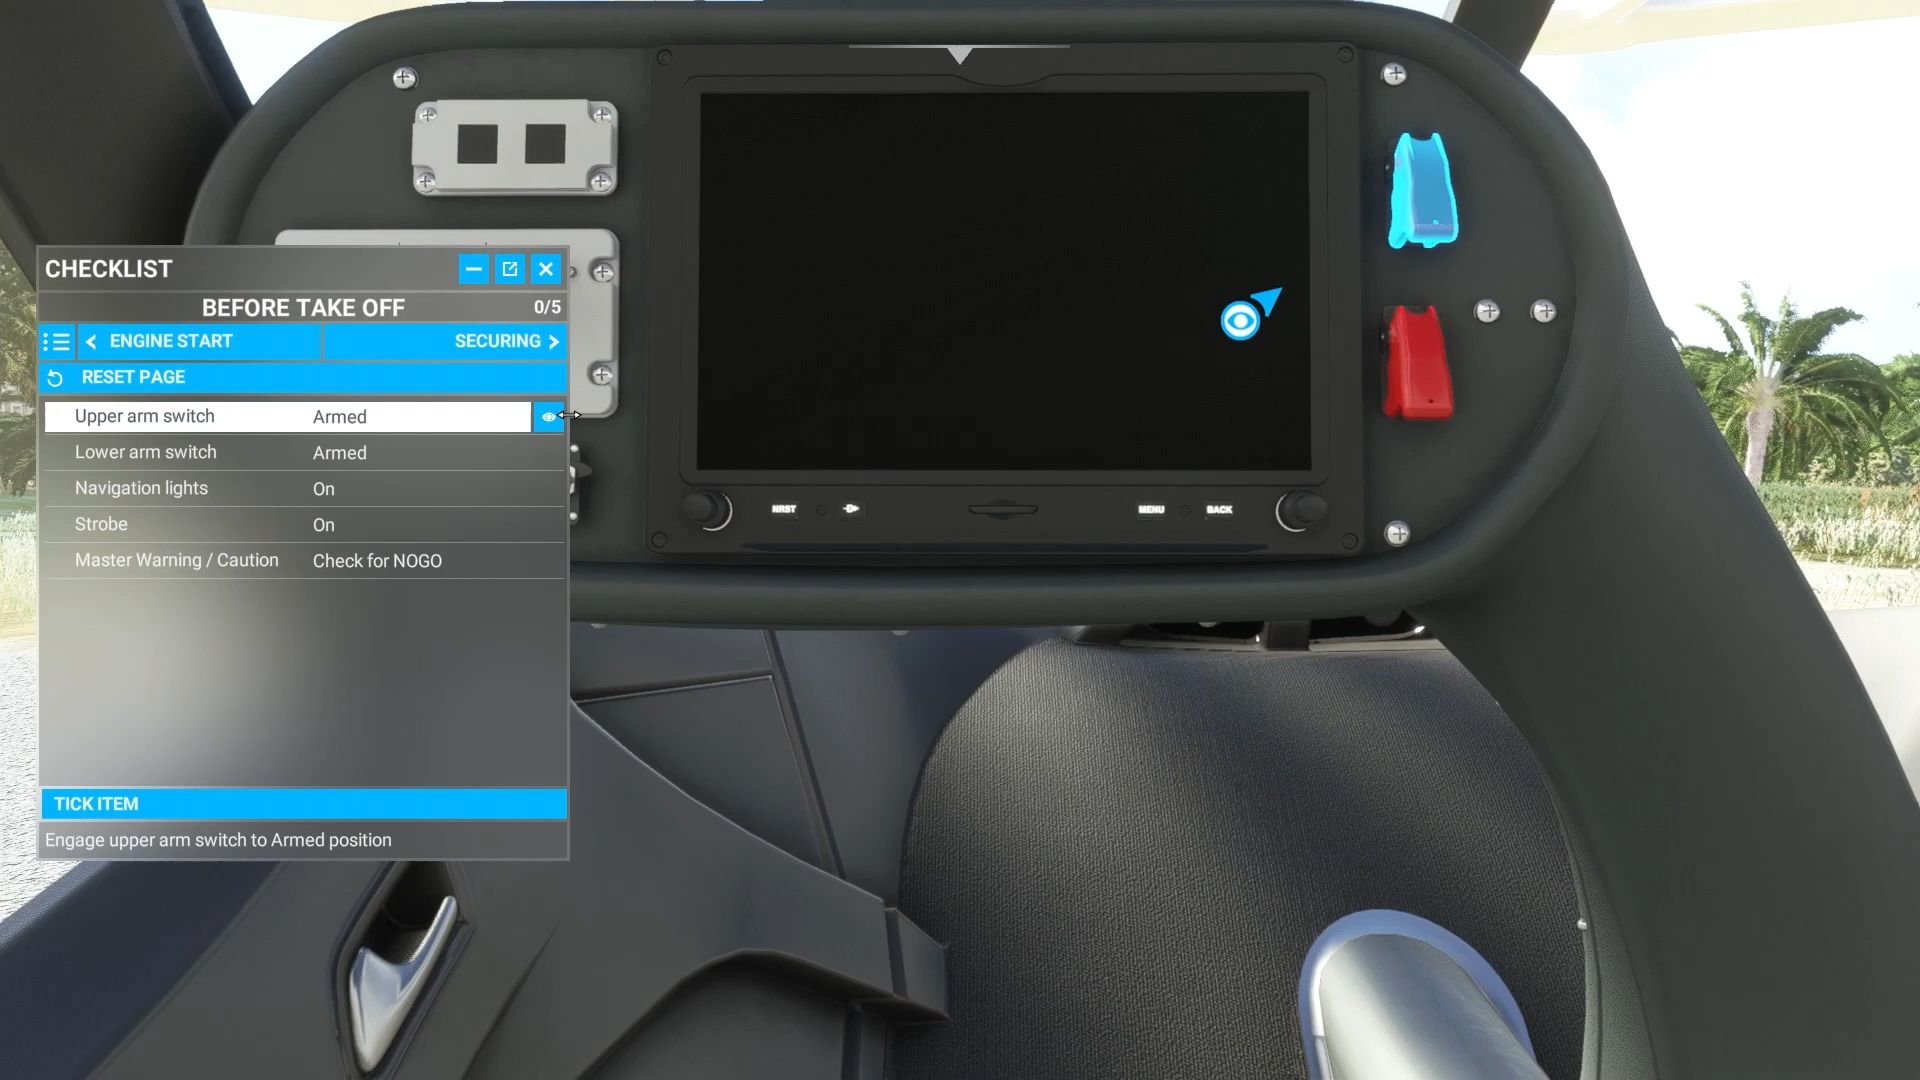 CHECKLIST
BEFORE TAKE OFF 0/5
ENGINE START SECURING
RESET PAGE
Upper arm switch Armed
Lower arm switch Armed
Navigation lights On
Strobe On
Master Warning / Caution Check for NOGO
TICK ITEM
Engage upper arm switch to Armed position
NRST D MENU BACK